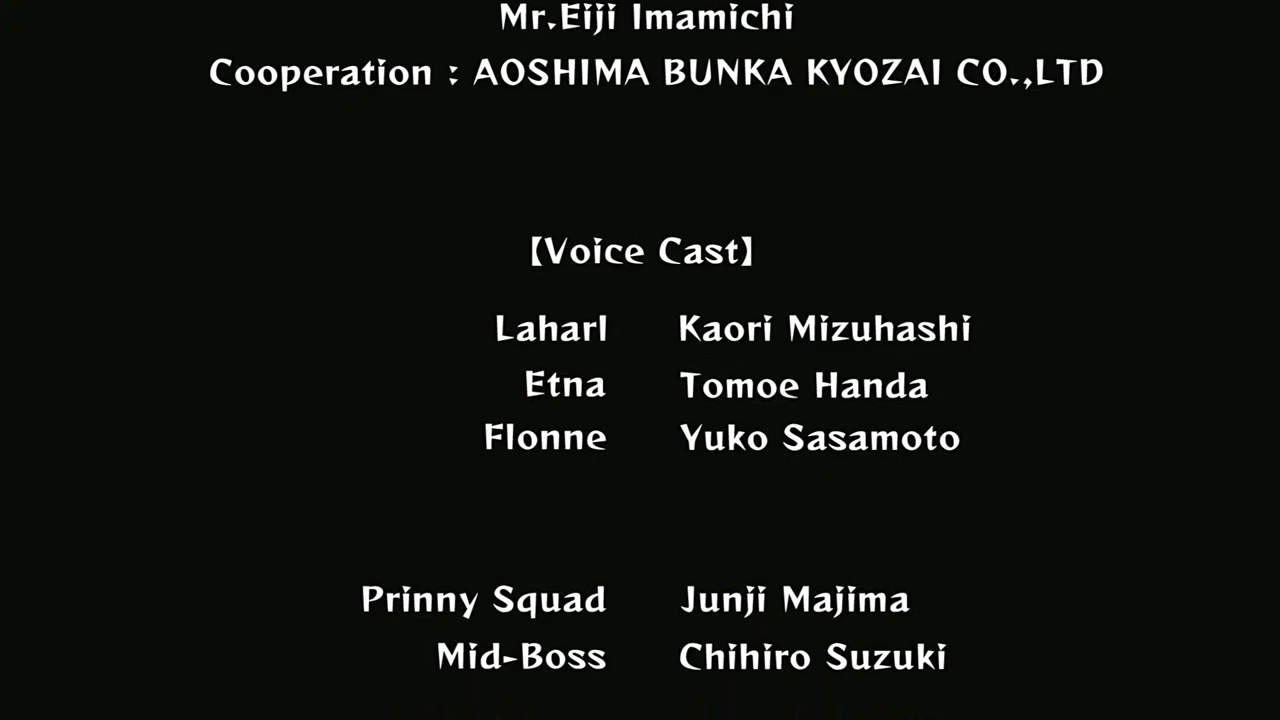 Mr.Eiji Imamichi
Cooperation : AOSHIMA BUNKA KYOZAI CO.,LTD
【Voice Cast】
Laharl Kaori Mizuhashi
Etna Tomoe Handa
Flonne Yuko Sasamoto
Prinny Squad Junji Majima
Mid-Boss Chihiro Suzuki